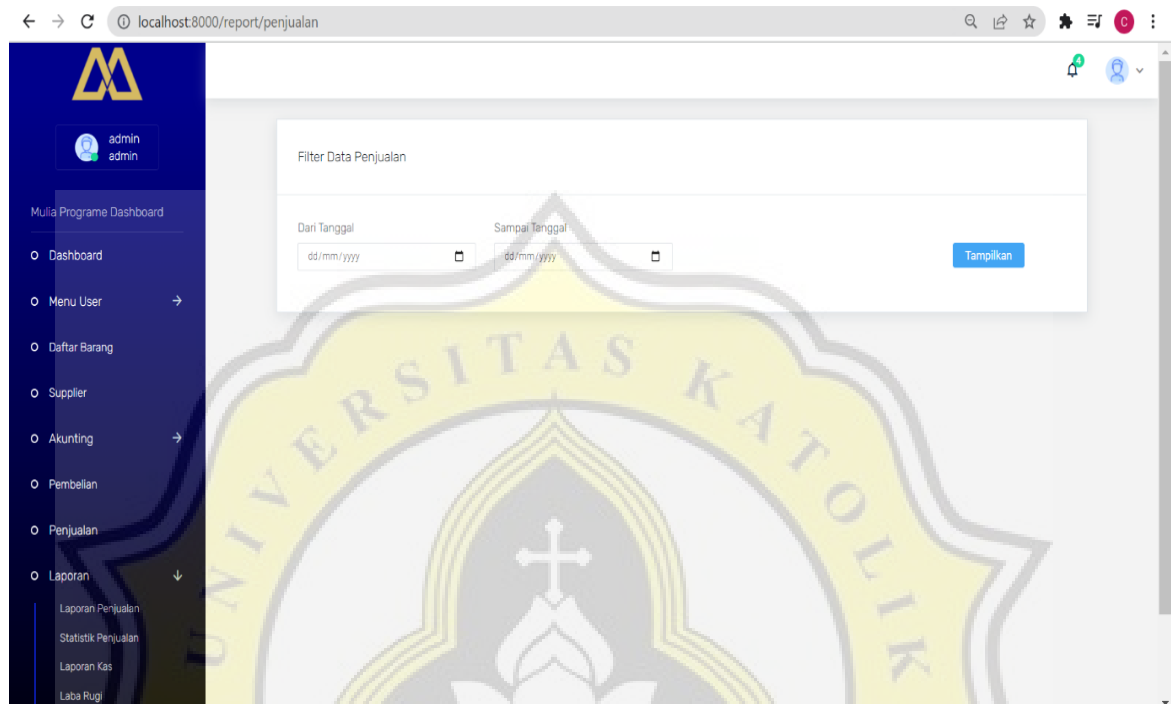 localhost:8000/report/penjualan
C
4
admin
admin
Mulia Programe Dashboard
Dashboard
Menu User
Daftar Barang
Supplier
Akunting
Pembelian
Penjualan
Laporan
Laporan Penjualan
Statistik Penjualan
Laporan Kas
Laba Rugi
Filter Data Penjualan
Dari Tanggal
Sampai Tanggal
dd/mm/yyyy
dd/mm/yyyy
Tampilkan
UNIVERSITAS KATOLIK